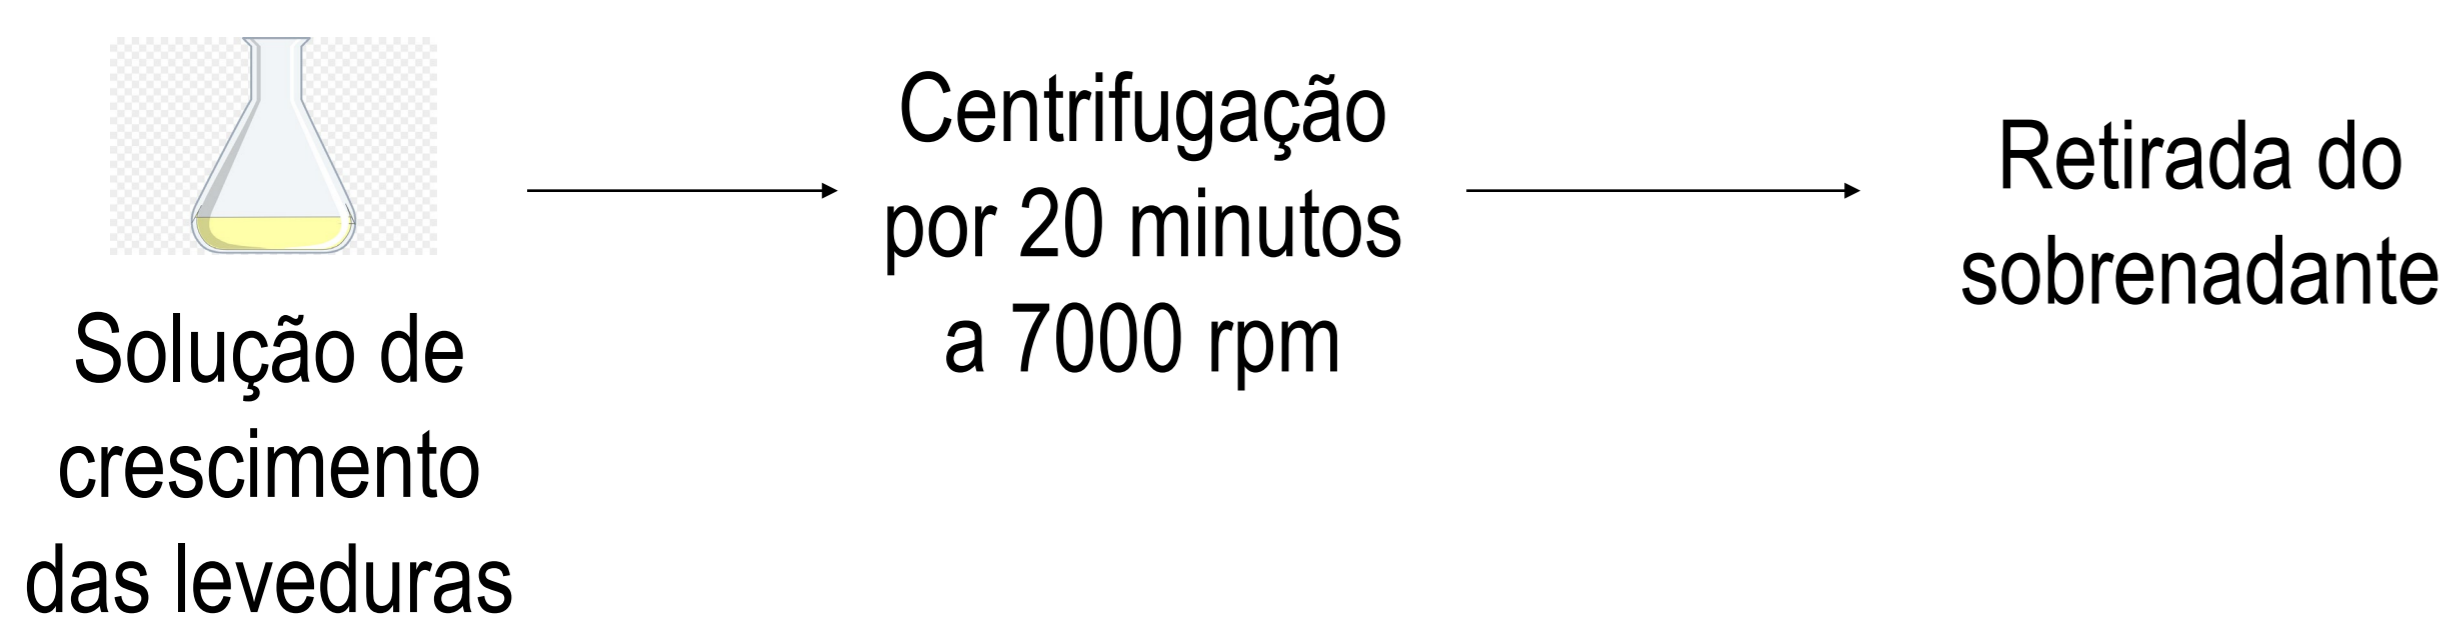 Solução de
crescimento
das leveduras
Centrifugação
por 20 minutos
a 7000 rpm
Retirada do
sobrenadante